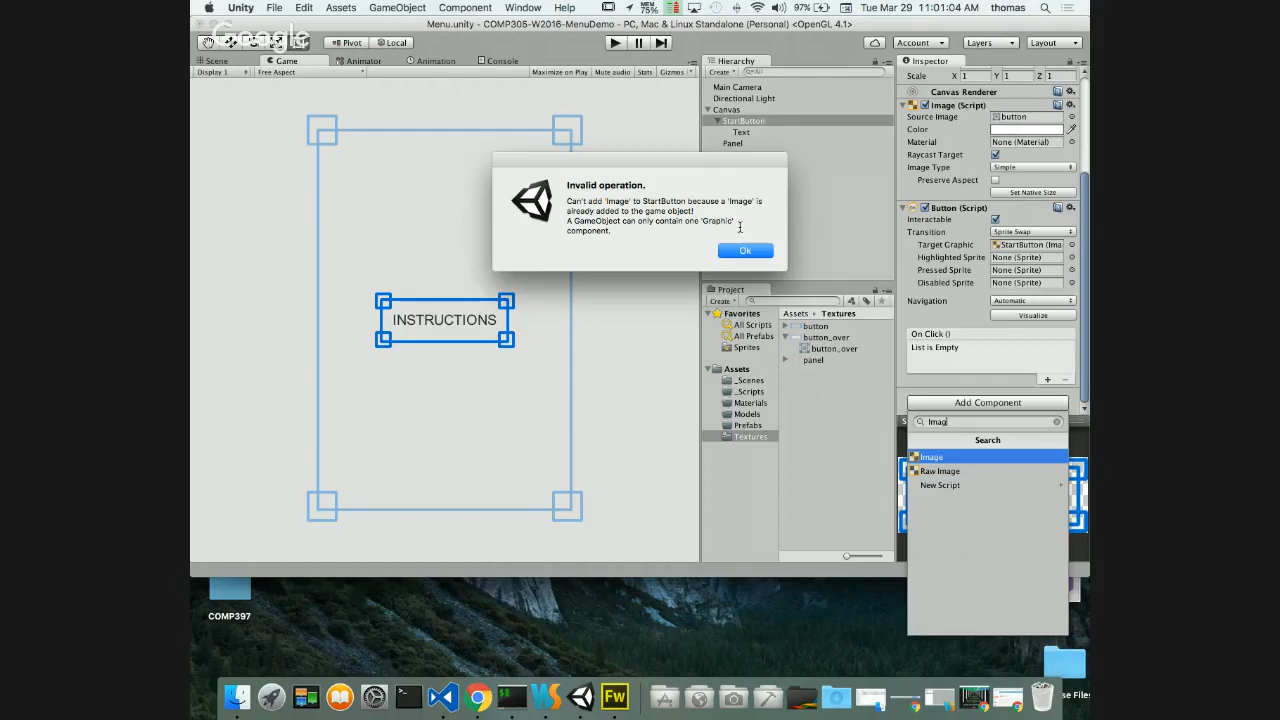 Unity File Edit Assets GameObject Component Window Help MEM 75% 97% Tue Mar 29 11:01:04 AM thomas
Google
Menu.unity - COMP305-W2016-MenuDemo - PC, Mac & Linux Standalone (Personal) <OpenGL 4.1>
Pivot Local Account Layers Layout
Scene Game Animator Animation Console Hierarchy Inspector
Display 1 Free Aspect Maximize on Play Mute audio Stats Gizmos Create All
Scale X 1 Y 1 Z 1
Main Camera
Directional Light
Canvas
StartButton
Text
Panel
Canvas Renderer
Image (Script)
Source Image button
Color
Material None (Material)
Raycast Target
Image Type Simple
Preserve Aspect
Set Native Size
Button (Script)
Interactable
Transition Sprite Swap
Target Graphic StartButton (Ima
Highlighted Sprite None (Sprite)
Pressed Sprite None (Sprite)
Disabled Sprite None (Sprite)
Navigation Automatic
Visualize
On Click ()
List is Empty
+ -
Add Component
Imag
Search
Image
Raw Image
New Script
Invalid operation.
Can't add 'Image' to StartButton because a 'Image' is
already added to the game object!
A GameObject can only contain one 'Graphic'
component.
Ok
INSTRUCTIONS
Project
Create
Favorites
All Scripts
All Prefabs
Sprites
Assets
_Scenes
_Scripts
Materials
Models
Prefabs
Textures
Assets Textures
button
button_over
button_over
panel
COMP397
se Files
Fw